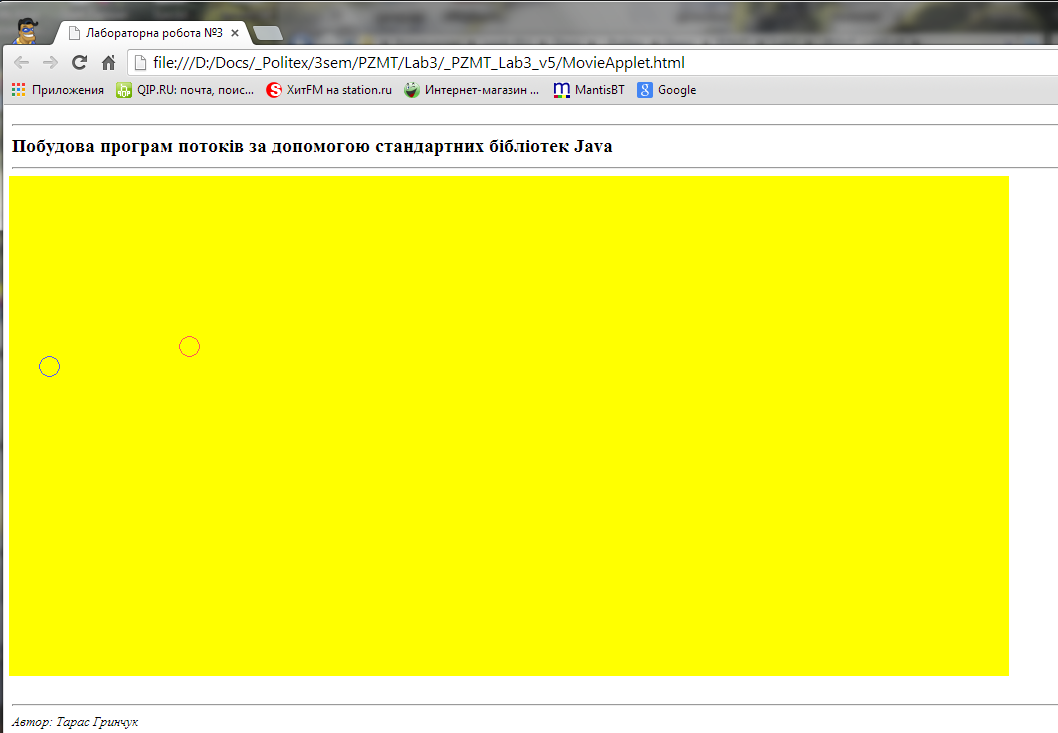 Лабораторна робота №3
file:///D:/Docs/_Politex/3sem/PZMT/Lab3/_PZMT_Lab3_v5/MovieApplet.html
Приложения QIP.RU: почта, поис... ХитFM на station.ru Интернет-магазин ... MantisBT Google
Побудова програм потоків за допомогою стандартних бібліотек Java
Автор: Тарас Гринчук